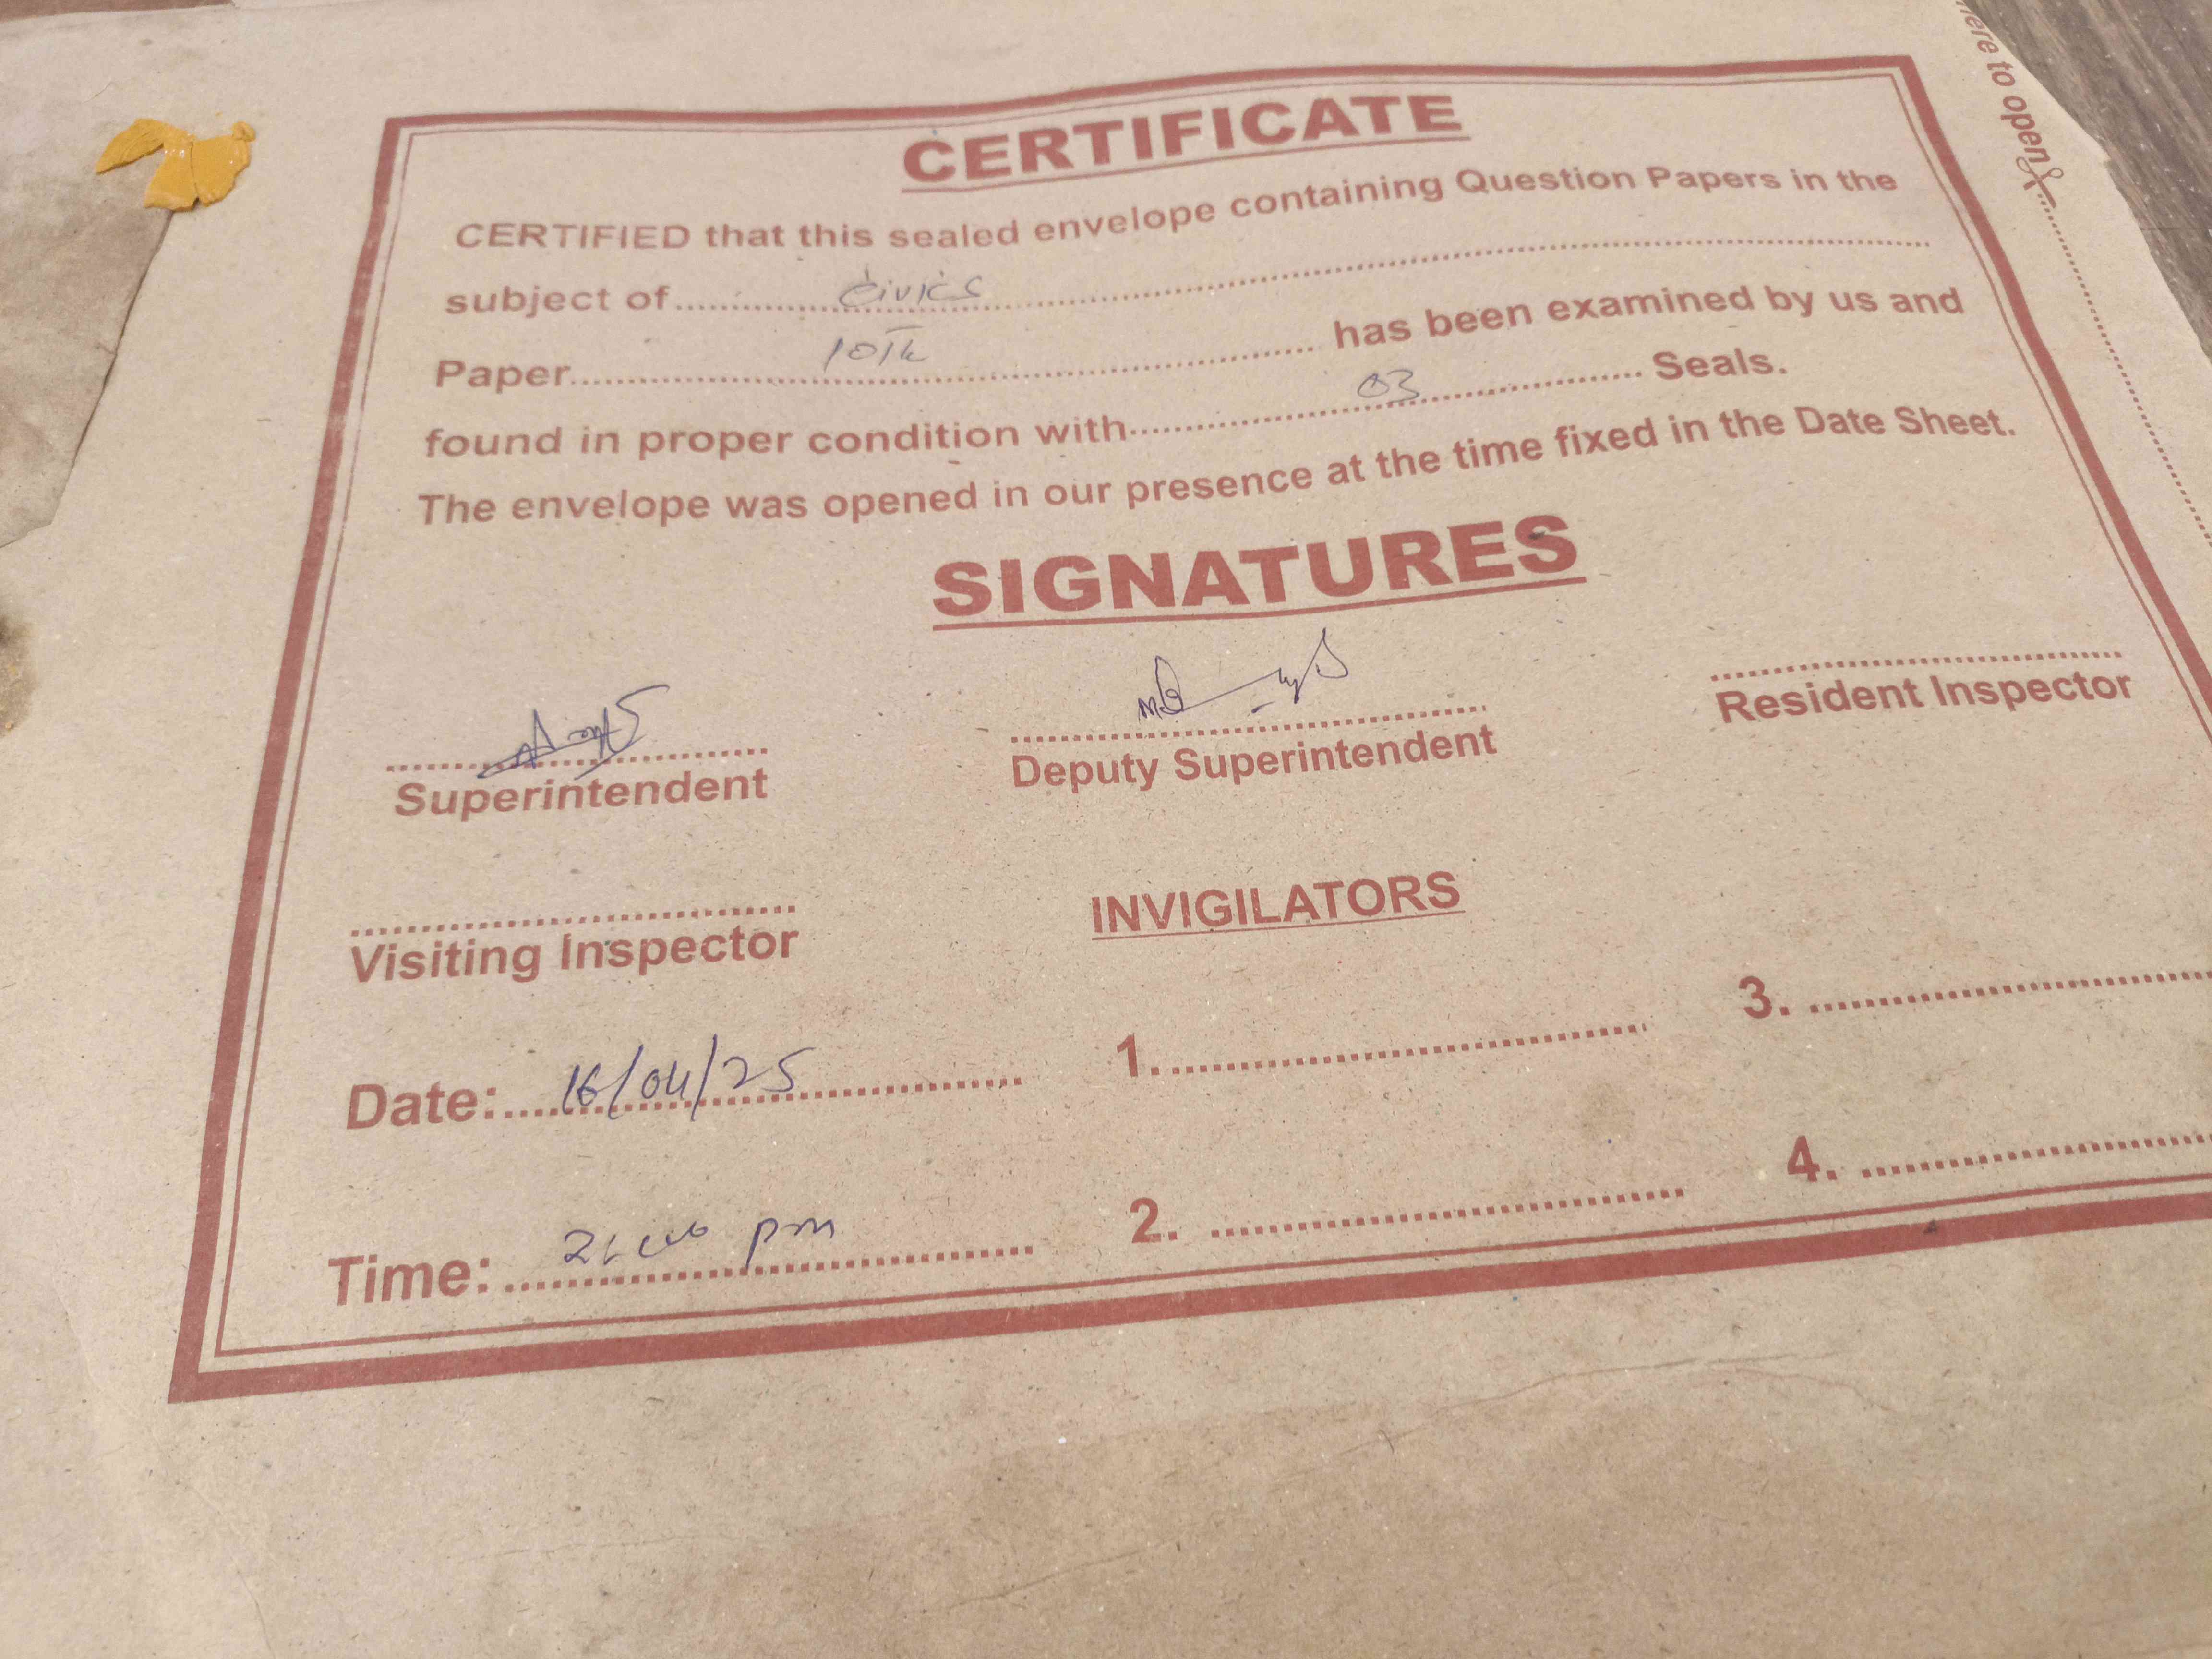 here to open
CERTIFICATE
CERTIFIED that this sealed envelope containing Question Papers in the
subject of........civics........
Paper........10Th........has been examined by us and
found in proper condition with........03........Seals.
The envelope was opened in our presence at the time fixed in the Date Sheet.
SIGNATURES
Superintendent
Deputy Superintendent
Resident Inspector
Visiting Inspector
INVIGILATORS
Date: 16/04/25
1.
3.
Time: pm
2.
4.